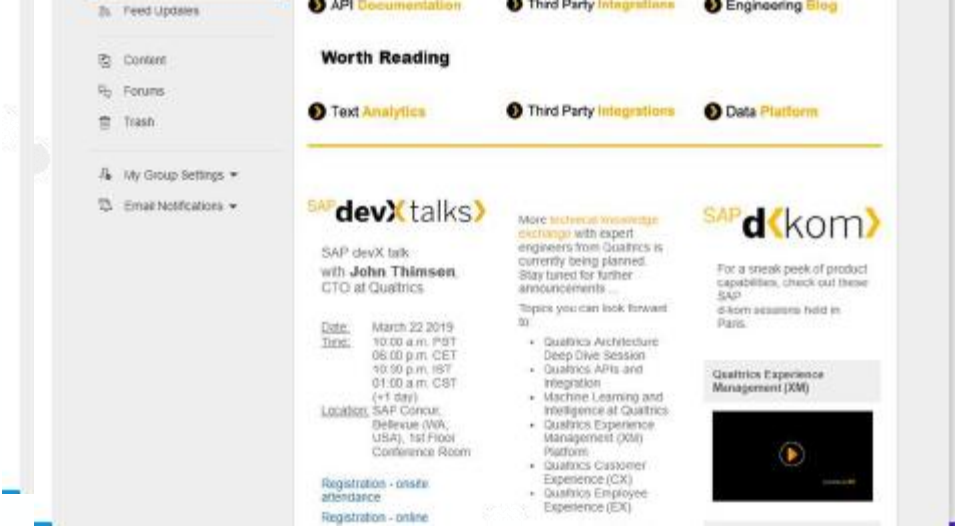 Feed Updates
Content
Forums
Trash
My Group Settings
Email Notifications
API Documentation
Third Party Integrations
Engineering Blog
Worth Reading
Text Analytics
Third Party Integrations
Data Platform
SAP devX talks
SAP devX talk
with John Thimsen
CTO at Qualtrics
Date: March 22 2019
Time: 10:00 a.m. PST
06:00 p.m. CET
10:30 p.m. IST
01:00 a.m. CST
(+1 day)
Location: SAP Concur,
Bellevue (WA,
USA), 1st Floor
Conference Room
Registration - onsite
attendance
Registration - online
More technical knowledge
exchange with expert
engineers from Qualtrics is
currently being planned.
Stay tuned for further
announcements ...
Topics you can look forward
to
Qualtrics Architecture
Deep Dive Session
Qualtrics APIs and
Integration
Machine Learning and
Intelligence at Qualtrics
Qualtrics Experience
Management (XM)
Platform
Qualtrics Customer
Experience (CX)
Qualtrics Employee
Experience (EX)
SAP d(kom)
For a sneak peek of product
capabilities, check out these
SAP
d-kom sessions held in
Paris.
Qualtrics Experience
Management (XM)